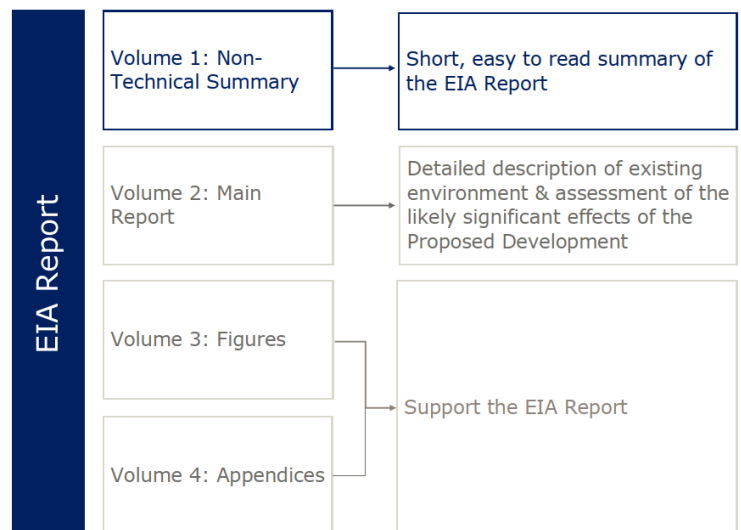 EIA Report
Volume 1: Non-
Technical Summary
Short, easy to read summary of
the EIA Report
Volume 2: Main
Report
Detailed description of existing
environment & assessment of the
likely significant effects of the
Proposed Development
Volume 3: Figures
Volume 4: Appendices
Support the EIA Report